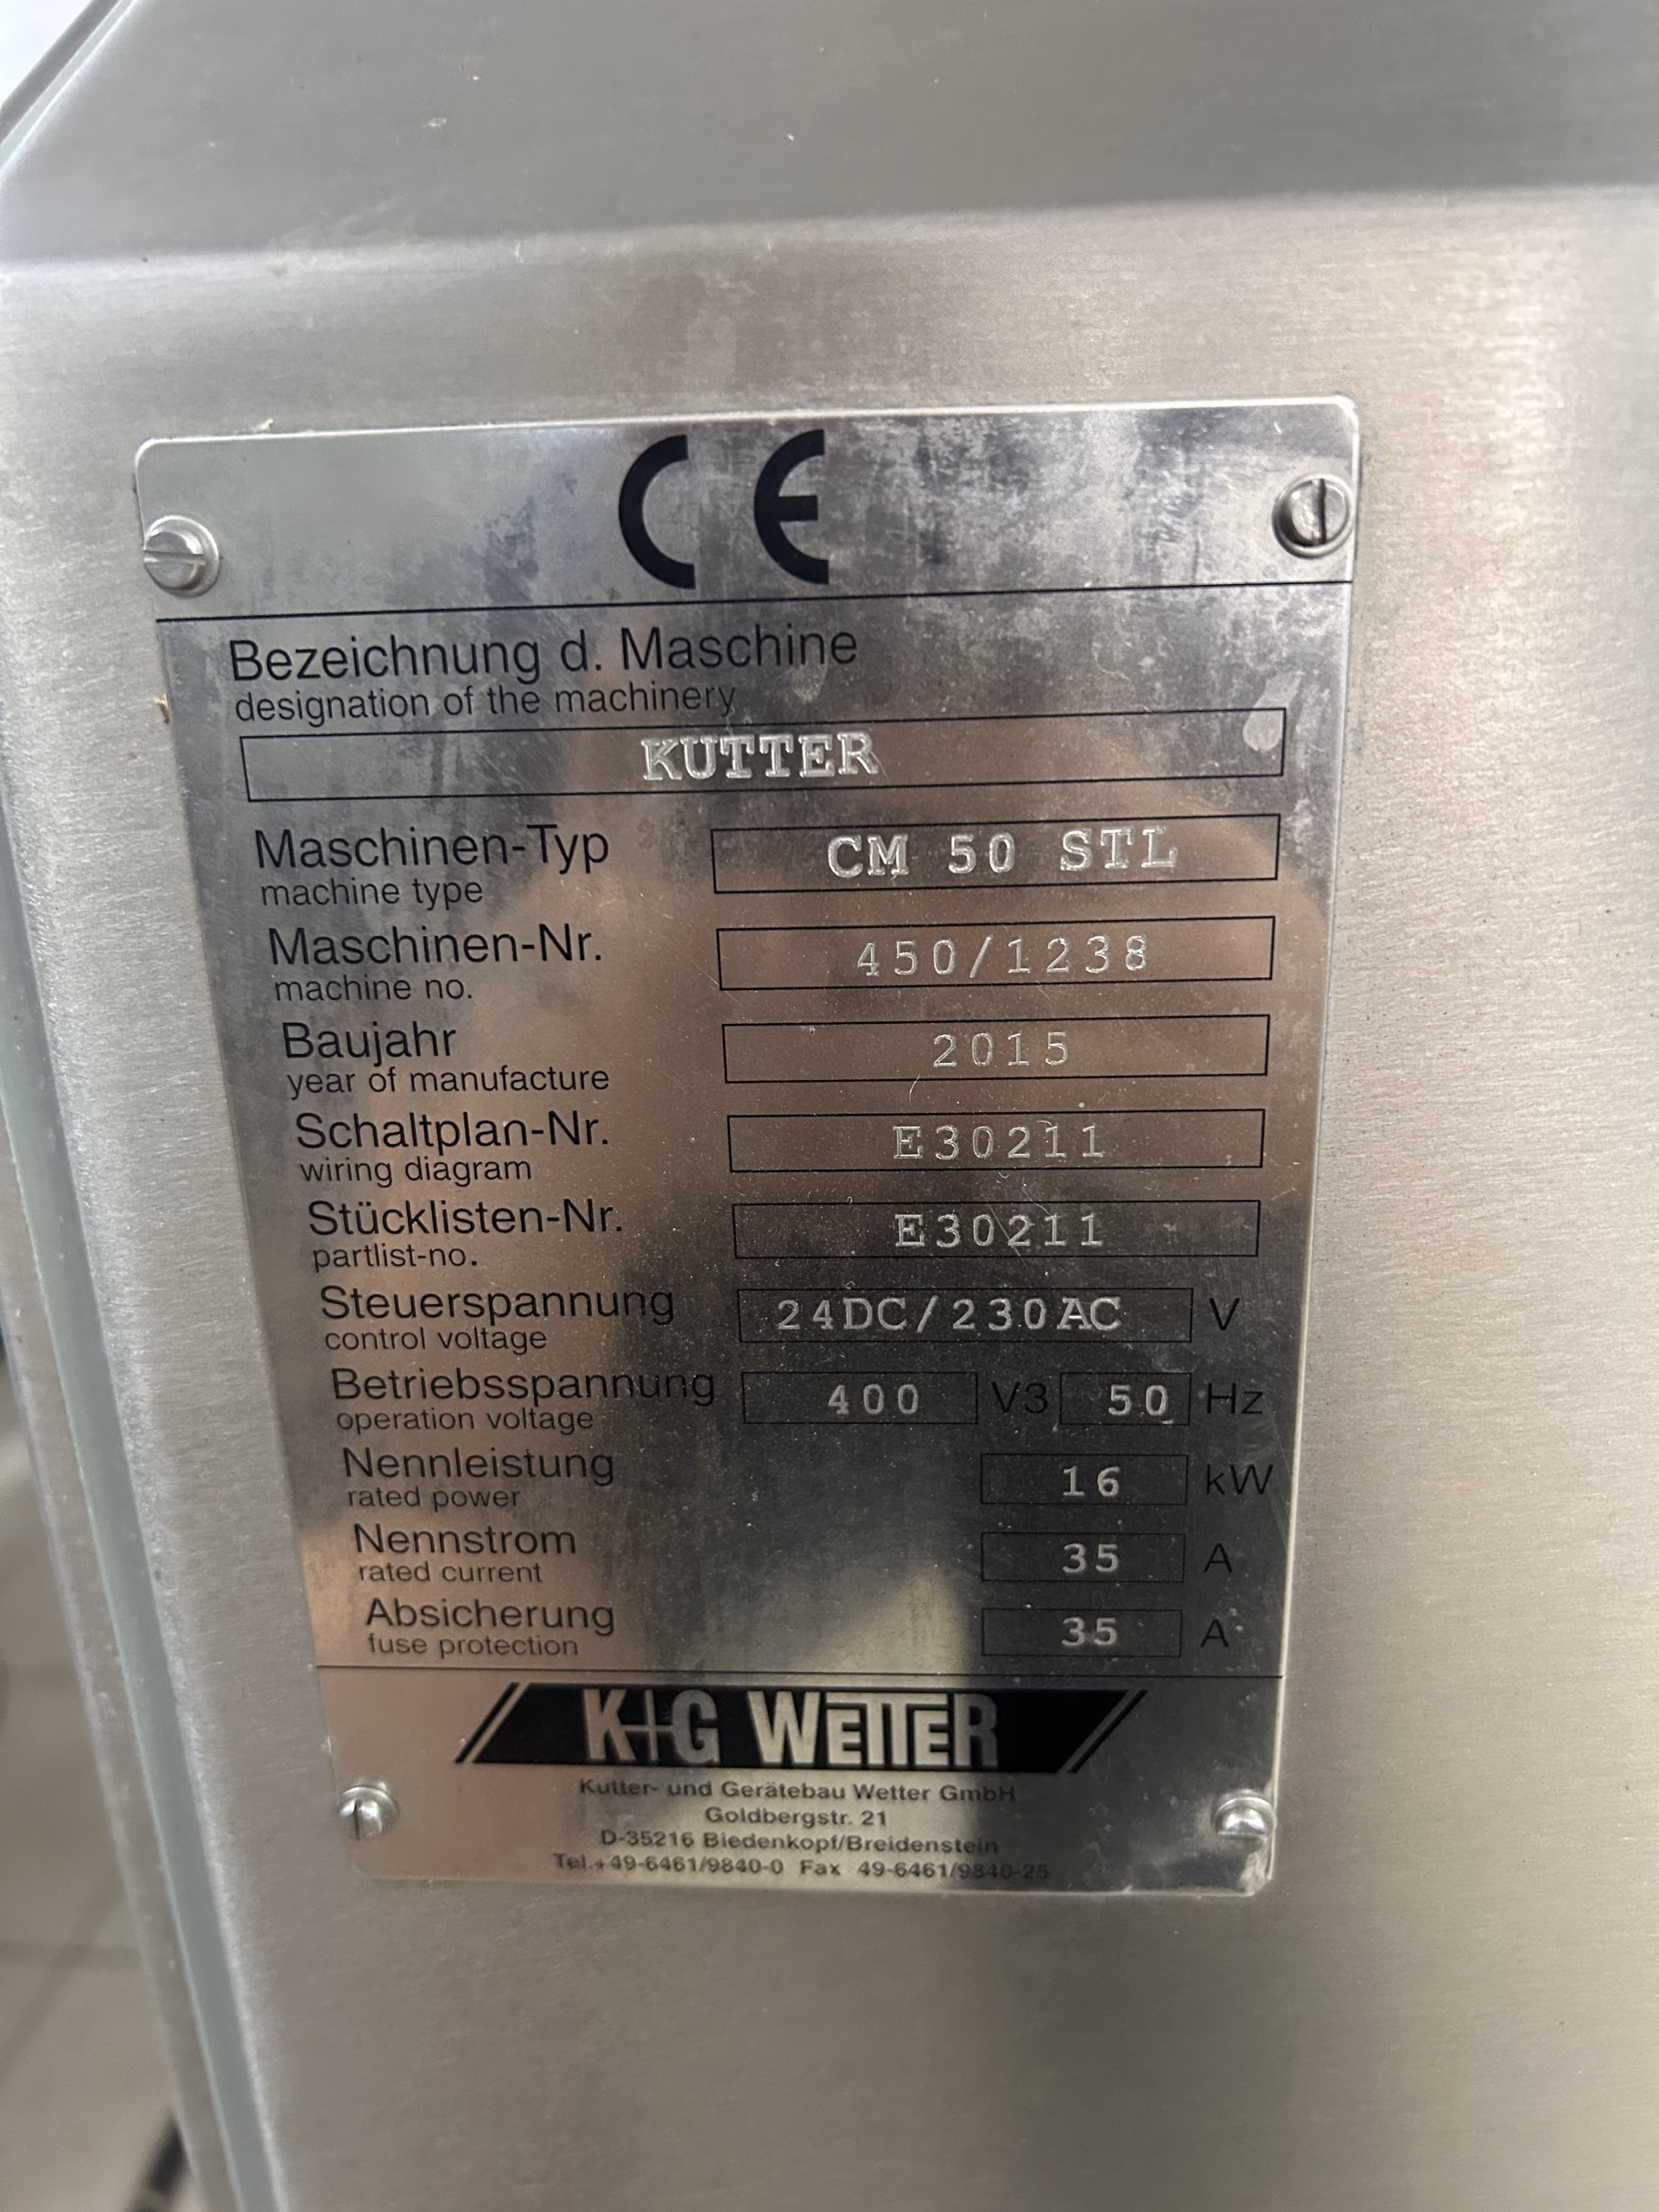 CE
Bezeichnung d. Maschine
designation of the machinery
KUTTER
Maschinen-Typ CM 50 STL
machine type
Maschinen-Nr. 450/1238
machine no.
Baujahr 2015
year of manufacture
Schaltplan-Nr. E30211
wiring diagram
Stücklisten-Nr. E30211
partlist-no.
Steuerspannung 24DC/230AC V
control voltage
Betriebsspannung 400 V3 50 Hz
operation voltage
Nennleistung 16 kW
rated power
Nennstrom 35 A
rated current
Absicherung 35 A
fuse protection
K+G WETTER
Kutter- und Gerätebau Wetter GmbH
Goldbergstr. 21
D-35216 Biedenkopf/Breidenstein
Tel.+49-6461/9840-0 Fax 49-6461/9840-25